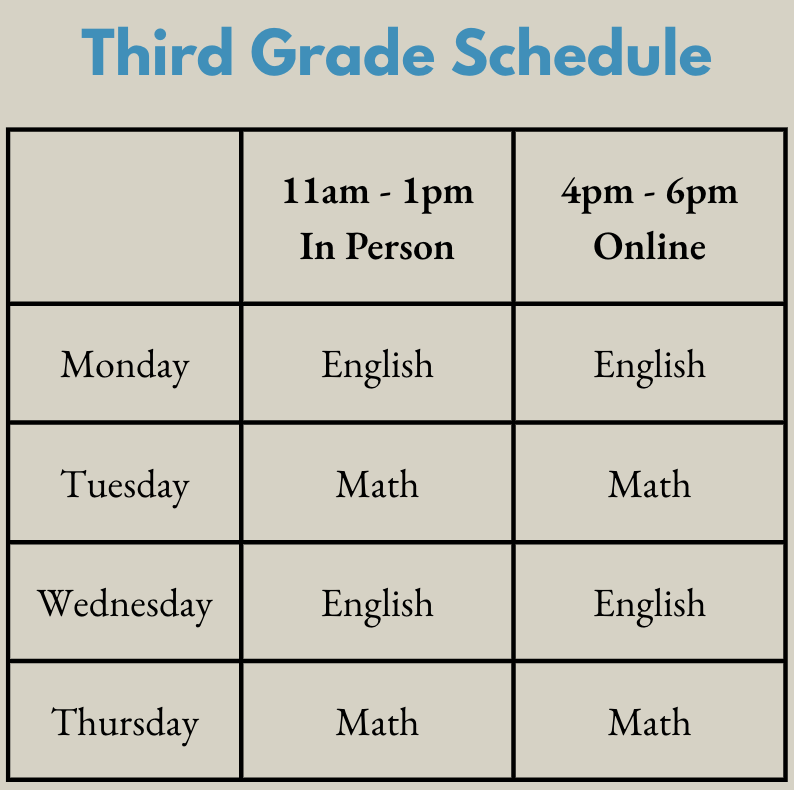 Third Grade Schedule
11am - 1pm
In Person
4pm - 6pm
Online
Monday
English
English
Tuesday
Math
Math
Wednesday
English
English
Thursday
Math
Math